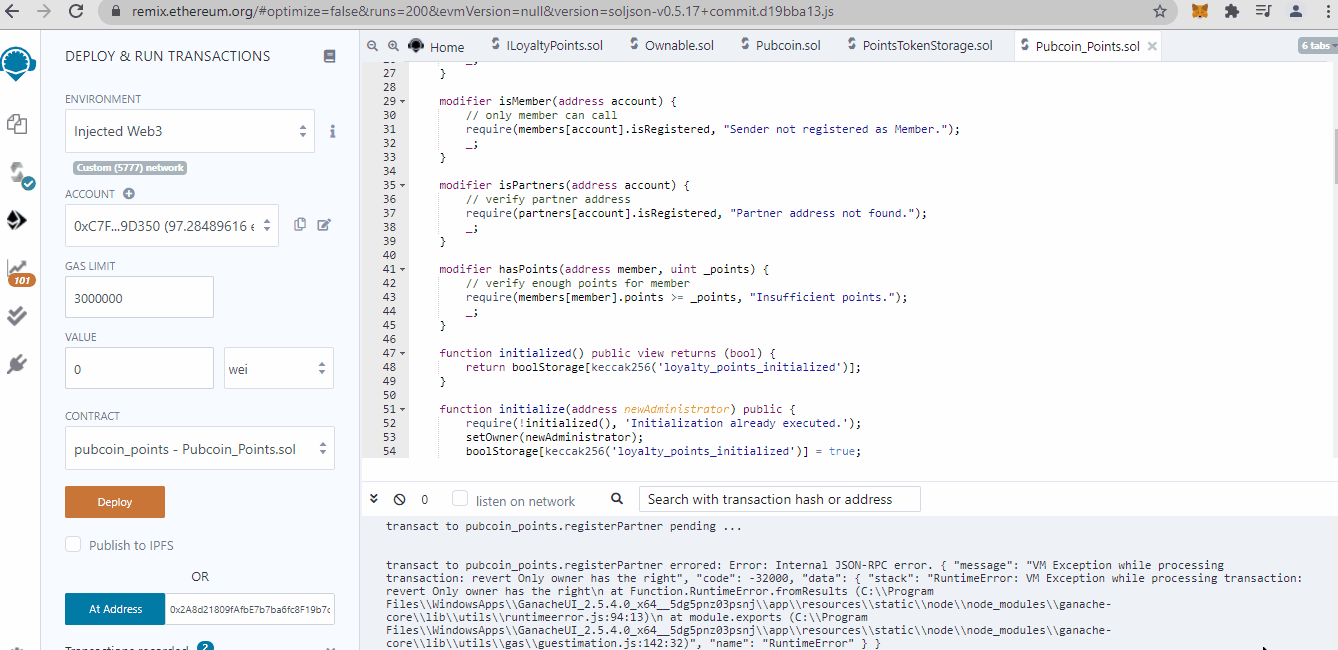 remix.ethereum.org/#optimize=false&runs=200&evmVersion=null&version=soljson-v0.5.17+commit.d19bba13.js
DEPLOY & RUN TRANSACTIONS
ENVIRONMENT
Injected Web3
Custom (5777) network
ACCOUNT
0xC7F...9D350 (97.28489616 e
GAS LIMIT
3000000
VALUE
0
wei
CONTRACT
pubcoin_points - Pubcoin_Points.sol
Deploy
Publish to IPFS
OR
At Address
0x2A8d21809fAfbE7b7ba6fc8F19b7c
Transactions recorded
2
101
Home
ILoyaltyPoints.sol
Ownable.sol
Pubcoin.sol
PointsTokenStorage.sol
Pubcoin_Points.sol
6 tabs
26 _;
27 }
28
29 modifier isMember(address account) {
30 // only member can call
31 require(members[account].isRegistered, "Sender not registered as Member.");
32 _;
33 }
34
35 modifier isPartners(address account) {
36 // verify partner address
37 require(partners[account].isRegistered, "Partner address not found.");
38 _;
39 }
40
41 modifier hasPoints(address member, uint _points) {
42 // verify enough points for member
43 require(members[member].points >= _points, "Insufficient points.");
44 _;
45 }
46
47 function initialized() public view returns (bool) {
48 return boolStorage[keccak256('loyalty_points_initialized')];
49 }
50
51 function initialize(address newAdministrator) public {
52 require(!initialized(), 'Initialization already executed.');
53 setOwner(newAdministrator);
54 boolStorage[keccak256('loyalty_points_initialized')] = true;
0
listen on network
Search with transaction hash or address
transact to pubcoin_points.registerPartner pending ...
transact to pubcoin_points.registerPartner errored: Error: Internal JSON-RPC error. { "message": "VM Exception while processing
transaction: revert Only owner has the right", "code": -32000, "data": { "stack": "RuntimeError: VM Exception while processing transaction:
revert Only owner has the right\n at Function.RuntimeError.fromResults (C:\\Program
Files\\WindowsApps\\GanacheUI_2.5.4.0_x64__5dg5pnz03psnj\\app\\resources\\static\\node\\node_modules\\ganache-
core\\lib\\utils\\runtimeerror.js:94:13)\n at module.exports (C:\\Program
Files\\WindowsApps\\GanacheUI_2.5.4.0_x64__5dg5pnz03psnj\\app\\resources\\static\\node\\node_modules\\ganache-
core\\lib\\utils\\gas\\guestimation.js:142:32)", "name": "RuntimeError" } }